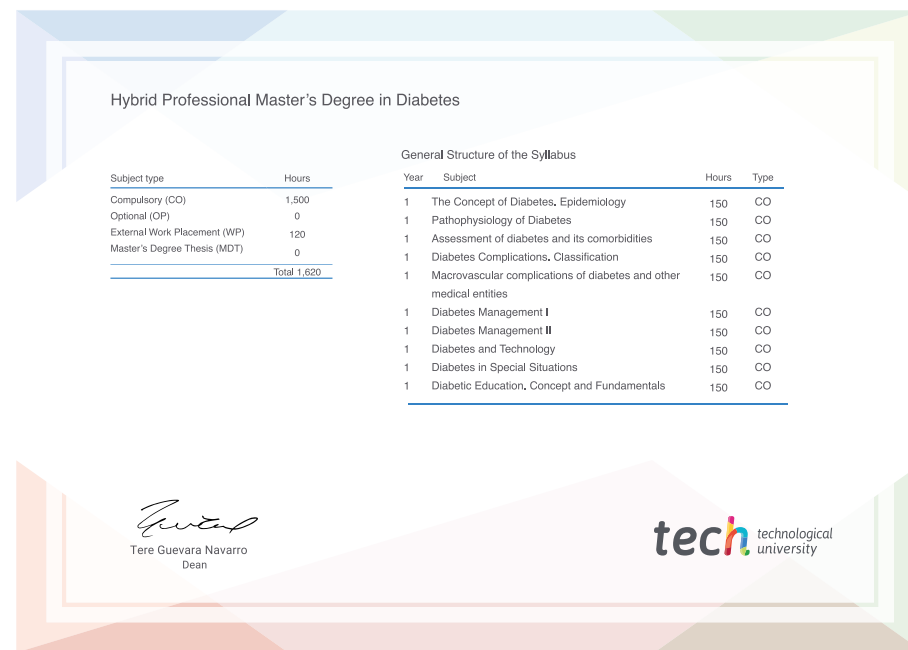 Hybrid Professional Master's Degree in Diabetes
Subject type Hours
Compulsory (CO) 1,500
Optional (OP) 0
External Work Placement (WP) 120
Master's Degree Thesis (MDT) 0
Total 1,620
General Structure of the Syllabus
Year Subject Hours Type
1 The Concept of Diabetes. Epidemiology 150 CO
1 Pathophysiology of Diabetes 150 CO
1 Assessment of diabetes and its comorbidities 150 CO
1 Diabetes Complications. Classification 150 CO
1 Macrovascular complications of diabetes and other 150 CO
medical entities
1 Diabetes Management I 150 CO
1 Diabetes Management II 150 CO
1 Diabetes and Technology 150 CO
1 Diabetes in Special Situations 150 CO
1 Diabetic Education. Concept and Fundamentals 150 CO
Tere Guevara Navarro
Dean
tech technological
university